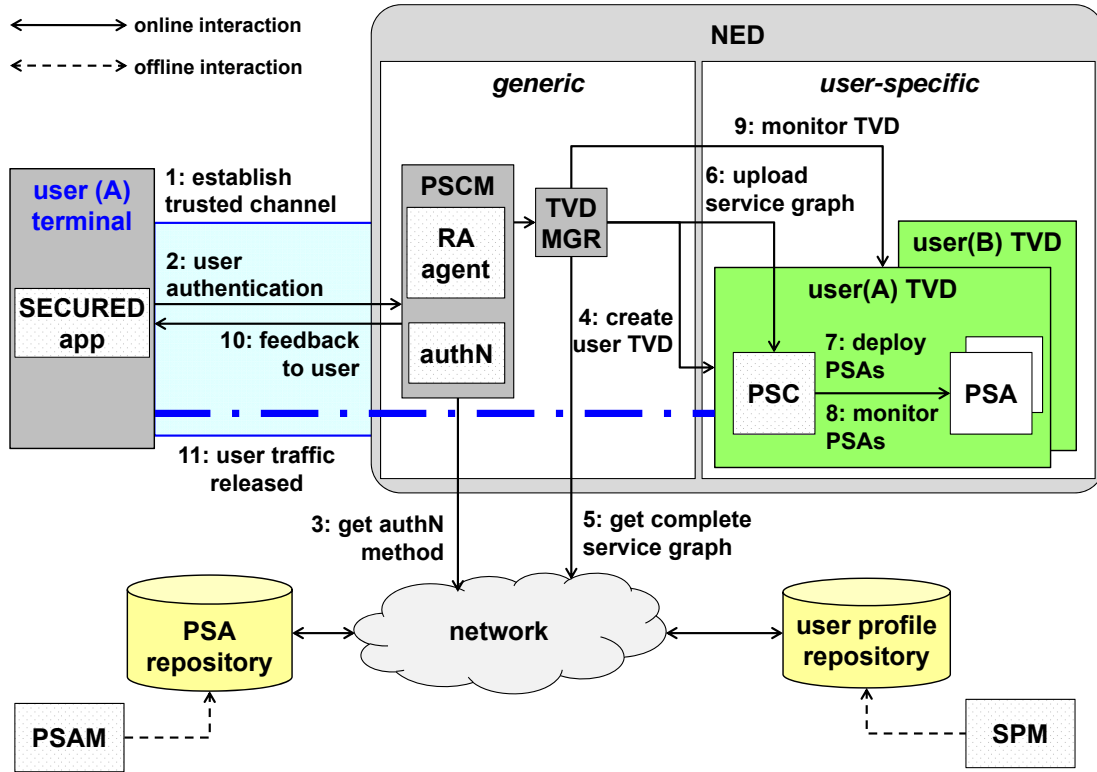 online interaction
offline interaction
NED
generic
user-specific
9: monitor TVD
1: establish
trusted channel
user (A)
terminal
PSCM
RA
agent
TVD
MGR
6: upload
service graph
user(B) TVD
2: user
authentication
SECURED
app
10: feedback
to user
authN
user(A) TVD
4: create
user TVD
7: deploy
PSAs
PSC
PSA
8: monitor
PSAs
11: user traffic
released
3: get authN
method
5: get complete
service graph
PSA
repository
network
user profile
repository
PSAM
SPM